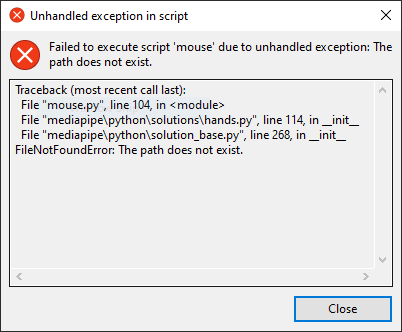 Unhandled exception in script
Failed to execute script 'mouse' due to unhandled exception: The
path does not exist.
Traceback (most recent call last):
File "mouse.py", line 104, in <module>
File "mediapipe\python\solutions\hands.py", line 114, in __init__
File "mediapipe\python\solution_base.py", line 268, in __init__
FileNotFoundError: The path does not exist.
Close